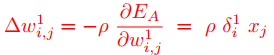 Δw¹ᵢ,ⱼ = −ρ ∂E_A / ∂w¹ᵢ,ⱼ = ρ δ¹ᵢ xⱼ